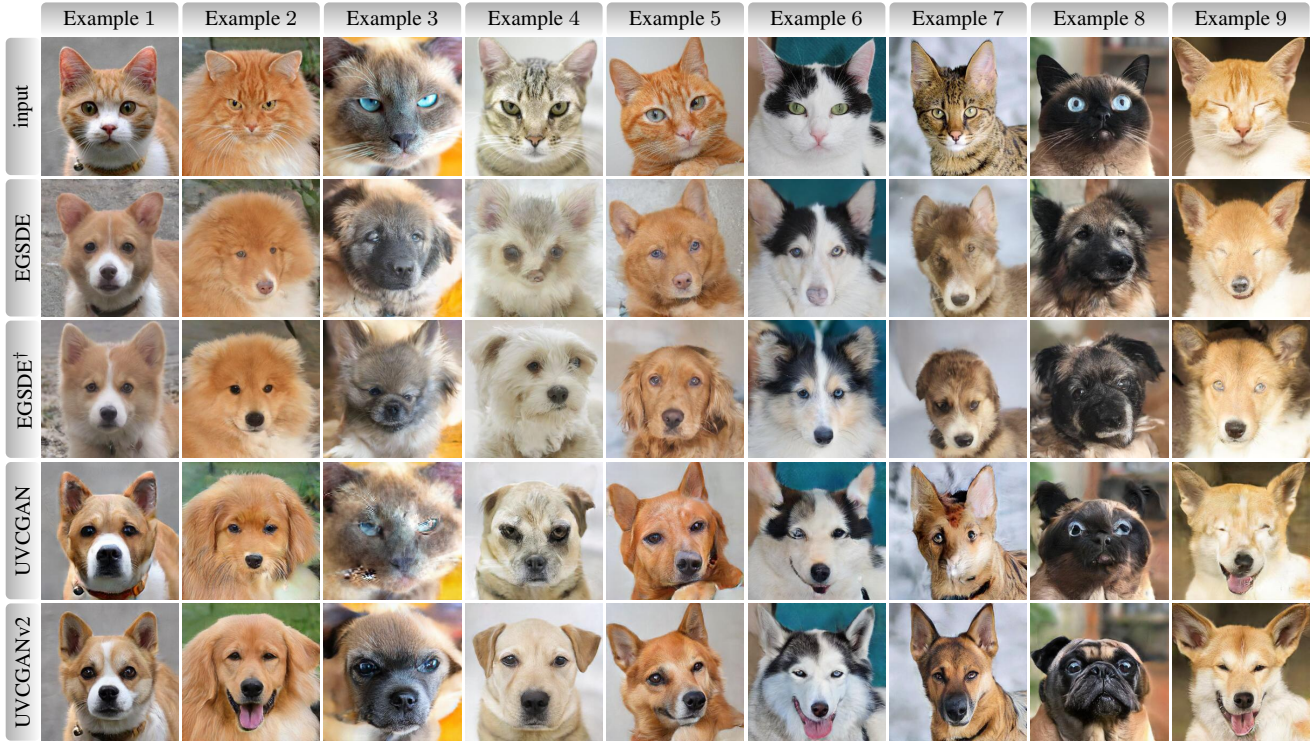 Example 1
Example 2
Example 3
Example 4
Example 5
Example 6
Example 7
Example 8
Example 9
input
EGSDE
EGSDE†
UVCGAN
UVCGANv2